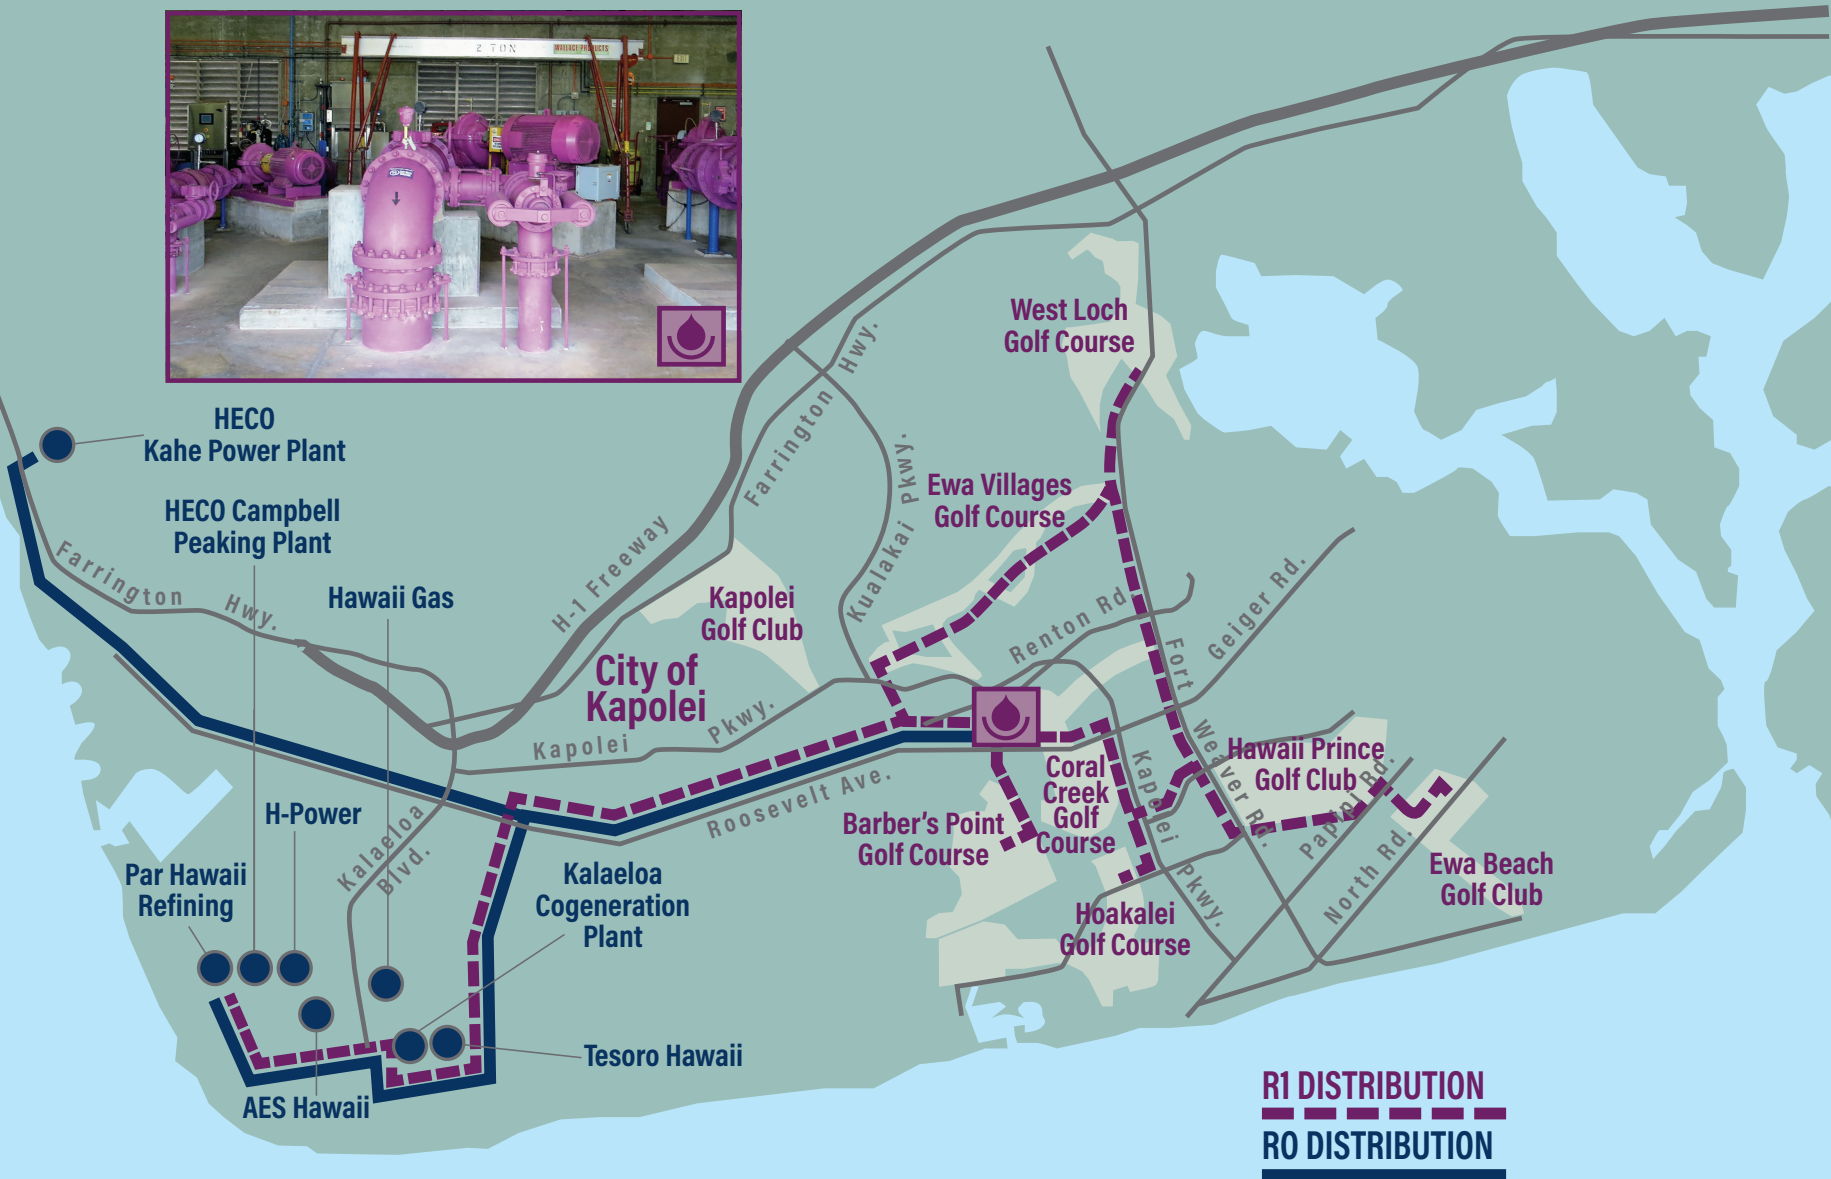 2 TON
WALLACE PRODUCTS
West Loch
Golf Course
Farrington Hwy.
HECO
Kahe Power Plant
Kualakai Pkwy.
Ewa Villages
Golf Course
HECO Campbell
Peaking Plant
Farrington Hwy.
H-1 Freeway
Hawaii Gas
Kapolei
Golf Club
Renton Rd.
Geiger Rd.
City of
Kapolei
Kapolei Pkwy.
Fort Weaver Rd.
Hawaii Prince
Golf Club
Coral
Creek
Golf
Course
Kapolei Pkwy.
Papipi Rd.
North Rd.
Roosevelt Ave.
Barber's Point
Golf Course
H-Power
Kalaeloa
Blvd.
Ewa Beach
Golf Club
Par Hawaii
Refining
Kalaeloa
Cogeneration
Plant
Hoakalei
Golf Course
Tesoro Hawaii
AES Hawaii
R1 DISTRIBUTION
RO DISTRIBUTION